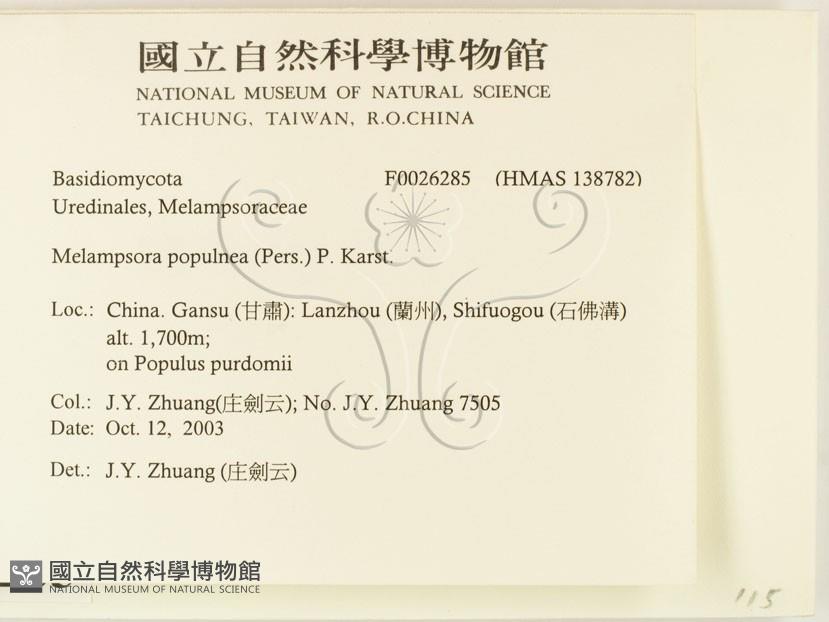 國立自然科學博物館
NATIONAL MUSEUM OF NATURAL SCIENCE
TAICHUNG, TAIWAN, R.O.CHINA
Basidiomycota F0026285 (HMAS 138782)
Uredinales, Melampsoraceae
Melampsora populnea (Pers.) P. Karst.
Loc.: China. Gansu (甘肅): Lanzhou (蘭州), Shifuogou (石佛溝)
alt. 1,700m;
on Populus purdomii
Col.: J.Y. Zhuang(庄劍云); No. J.Y. Zhuang 7505
Date: Oct. 12, 2003
Det.: J.Y. Zhuang (庄劍云)
國立自然科學博物館
NATIONAL MUSEUM OF NATURAL SCIENCE
115